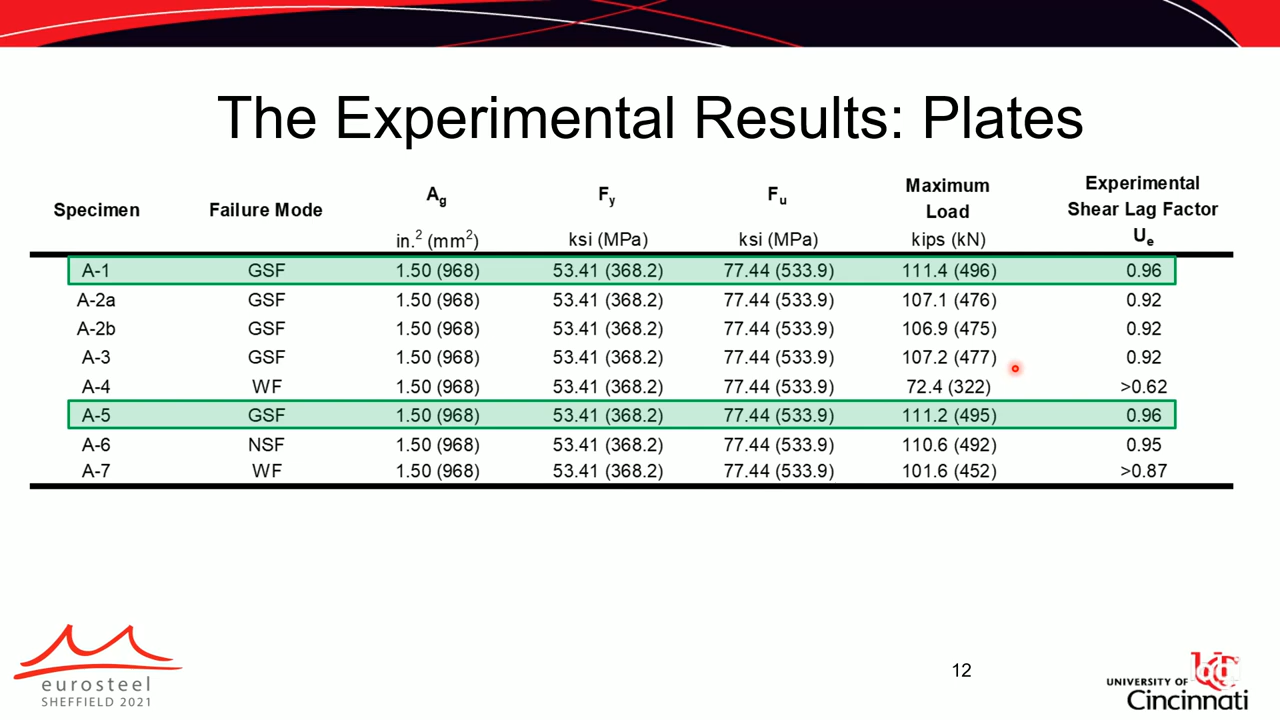 The Experimental Results: Plates
Specimen Failure Mode Ag Fy Fu Maximum Load Experimental Shear Lag Factor Ue
in.2 (mm2) ksi (MPa) ksi (MPa) kips (kN)
A-1 GSF 1.50 (968) 53.41 (368.2) 77.44 (533.9) 111.4 (496) 0.96
A-2a GSF 1.50 (968) 53.41 (368.2) 77.44 (533.9) 107.1 (476) 0.92
A-2b GSF 1.50 (968) 53.41 (368.2) 77.44 (533.9) 106.9 (475) 0.92
A-3 GSF 1.50 (968) 53.41 (368.2) 77.44 (533.9) 107.2 (477) 0.92
A-4 WF 1.50 (968) 53.41 (368.2) 77.44 (533.9) 72.4 (322) >0.62
A-5 GSF 1.50 (968) 53.41 (368.2) 77.44 (533.9) 111.2 (495) 0.96
A-6 NSF 1.50 (968) 53.41 (368.2) 77.44 (533.9) 110.6 (492) 0.95
A-7 WF 1.50 (968) 53.41 (368.2) 77.44 (533.9) 101.6 (452) >0.87
eurosteel
SHEFFIELD 2021
12
UNIVERSITY OF
Cincinnati